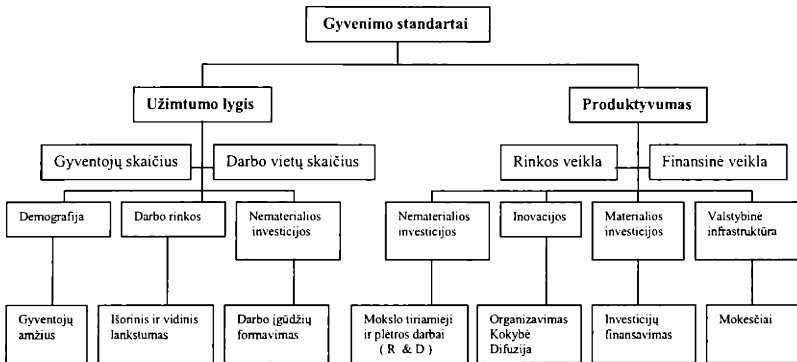 Gyvenimo standartai
Užimtumo lygis
Produktyvumas
Gyventojų skaičius
Darbo vietų skaičius
Rinkos veikla
Finansinė veikla
Demografija
Darbo rinkos
Nematerialios
investicijos
Nematerialios
investicijos
Inovacijos
Materialios
investicijos
Valstybinė
infrastruktūra
Gyventojų
amžius
Išorinis ir vidinis
lankstumas
Darbo įgūdžių
formavimas
Mokslo tiriamieji
ir plėtros darbai
( R & D )
Organizavimas
Kokybė
Difuzija
Investicijų
finansavimas
Mokesčiai